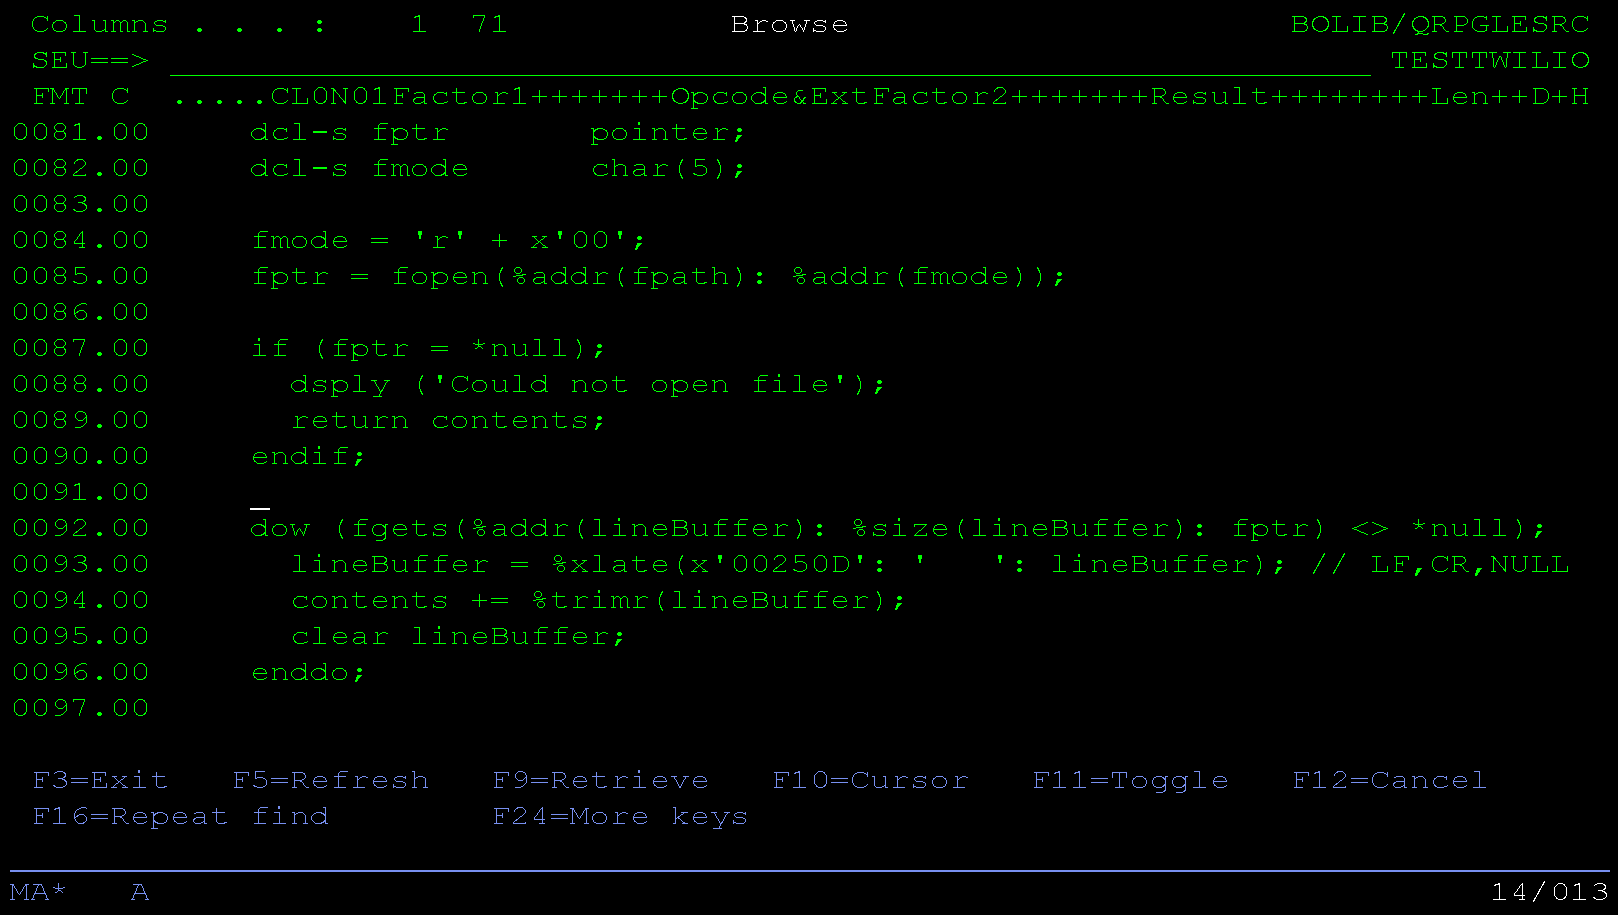 Columns . . . :    1  71           Browse                      BOLIB/QRPGLESRC
SEU==>                                                              TESTTWILIO
FMT C  .....CL0N01Factor1+++++++Opcode&ExtFactor2+++++++Result++++++++Len++D+H
0081.00     dcl-s fptr       pointer;
0082.00     dcl-s fmode      char(5);
0083.00
0084.00     fmode = 'r' + x'00';
0085.00     fptr = fopen(%addr(fpath): %addr(fmode));
0086.00
0087.00     if (fptr = *null);
0088.00       dsply ('Could not open file');
0089.00       return contents;
0090.00     endif;
0091.00
0092.00     dow (fgets(%addr(lineBuffer): %size(lineBuffer): fptr) <> *null);
0093.00       lineBuffer = %xlate(x'00250D': '   ': lineBuffer); // LF,CR,NULL
0094.00       contents += %trimr(lineBuffer);
0095.00       clear lineBuffer;
0096.00     enddo;
0097.00
F3=Exit   F5=Refresh   F9=Retrieve   F10=Cursor   F11=Toggle   F12=Cancel
F16=Repeat find        F24=More keys
MA*   A                                                                 14/013